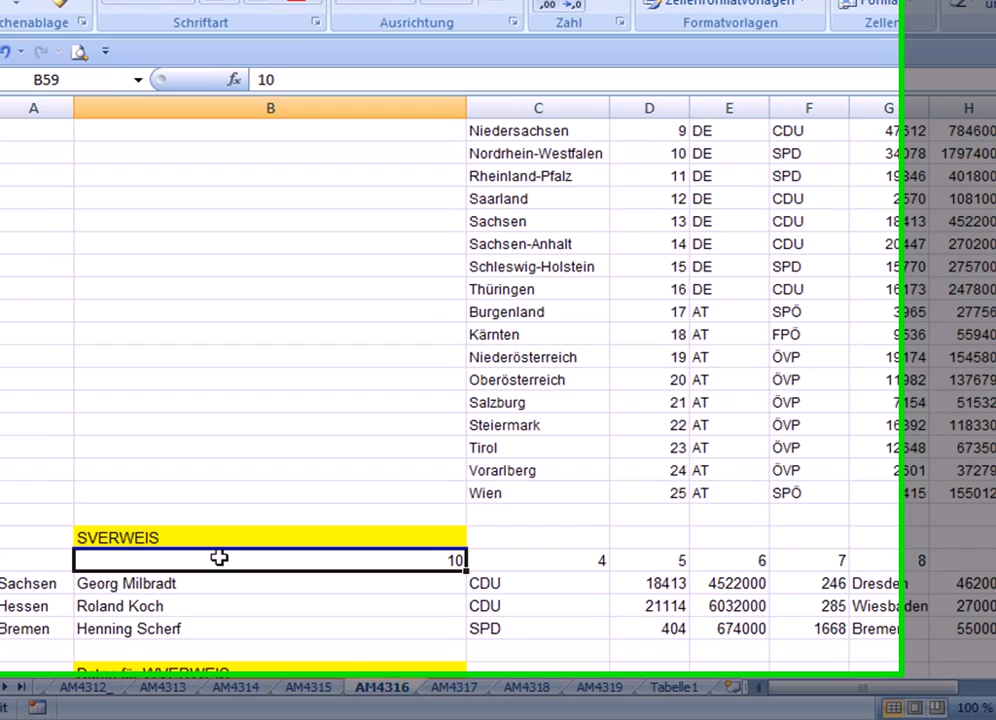 chenablage Schriftart Ausrichtung Zahl Formatvorlagen Zellen
B59 fx 10
A B C D E F G H
Niedersachsen 9 DE CDU 47612 784600
Nordrhein-Westfalen 10 DE SPD 34078 1797400
Rheinland-Pfalz 11 DE SPD 19846 401800
Saarland 12 DE CDU 2570 108100
Sachsen 13 DE CDU 18413 452200
Sachsen-Anhalt 14 DE CDU 20447 270200
Schleswig-Holstein 15 DE SPD 15770 275700
Thüringen 16 DE CDU 16173 247800
Burgenland 17 AT SPÖ 3965 27756
Kärnten 18 AT FPÖ 9536 55940
Niederösterreich 19 AT ÖVP 19174 154580
Oberösterreich 20 AT ÖVP 11982 137679
Salzburg 21 AT ÖVP 7154 51532
Steiermark 22 AT ÖVP 16392 118330
Tirol 23 AT ÖVP 12648 67350
Vorarlberg 24 AT ÖVP 2601 37279
Wien 25 AT SPÖ 415 155012
SVERWEIS
10 4 5 6 7 8
Sachsen Georg Milbradt CDU 18413 4522000 246 Dresden 46200
Hessen Roland Koch CDU 21114 6032000 285 Wiesbaden 27000
Bremen Henning Scherf SPD 404 674000 1668 Bremen 55000
Daten für WVERWEIS
AM4312_ AM4313 AM4314 AM4315 AM4316 AM4317 AM4318 AM4319 Tabelle1
it 100 %